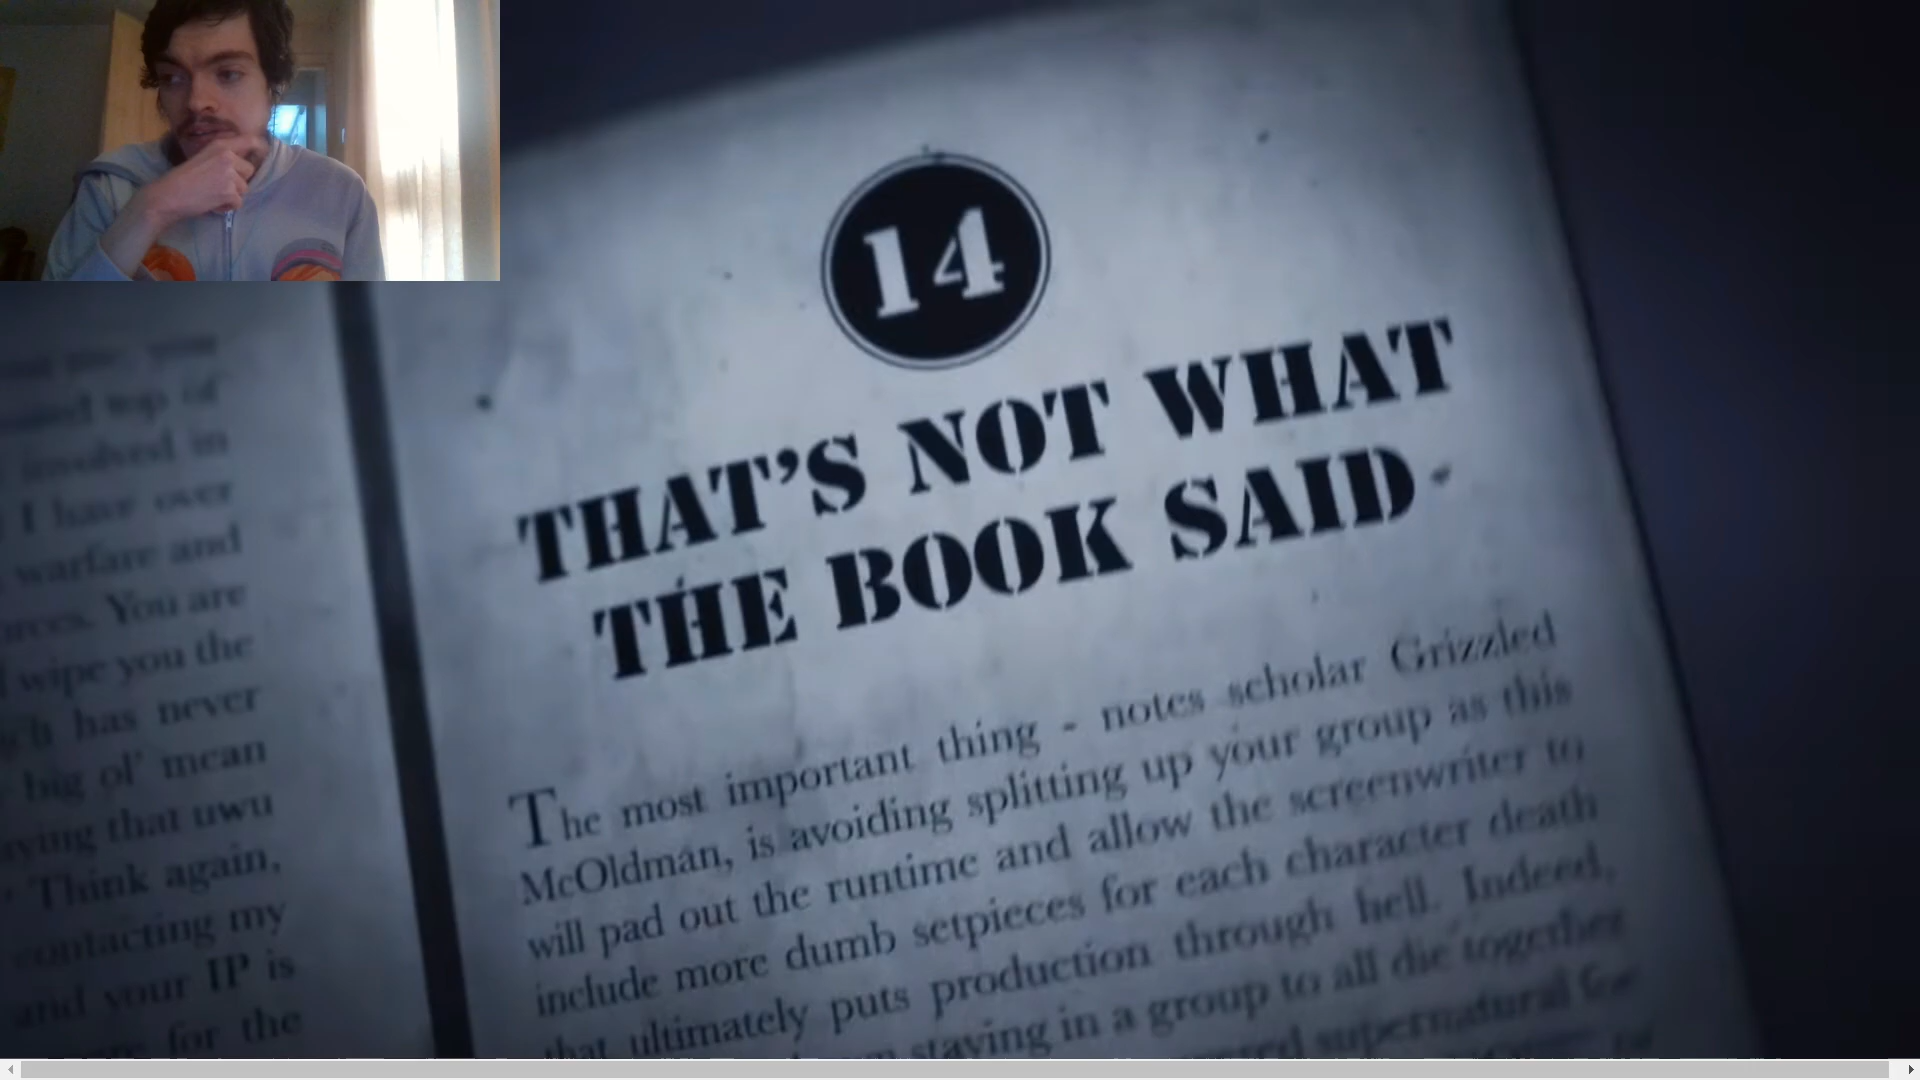 top of
involved in
I have over
warfare and
You are
wipe you the
has never
big ol' mean
that uwu
Think again,
contacting my
and your IP is
for the
14
THAT'S NOT WHAT
THE BOOK SAID
The most important thing - notes scholar Grizzled
McOldman, is avoiding splitting up your group as this
will pad out the runtime and allow the screenwriter to
include more dumb setpieces for each character death
that ultimately puts production through hell. Indeed,
staying in a group to all die together
supernatural for